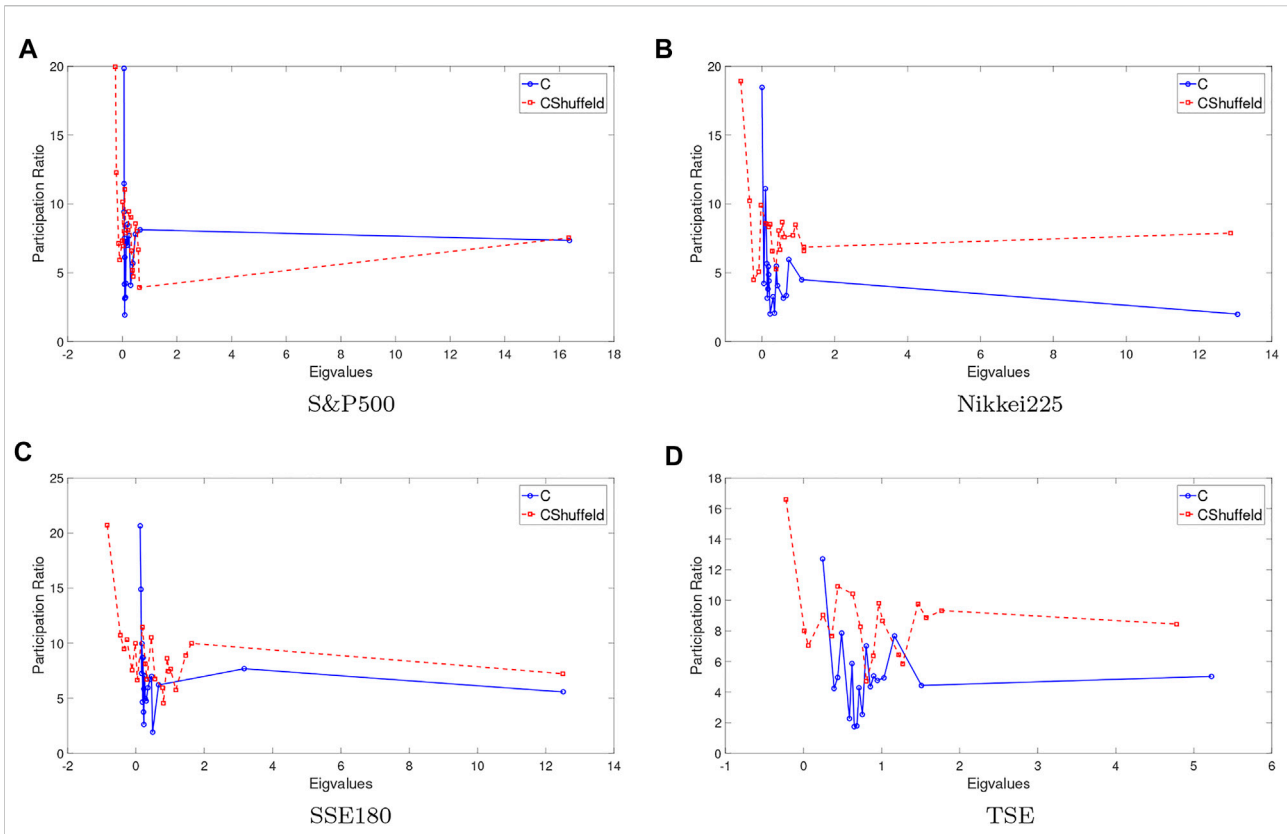 A
20
15
10
5
0
Participation Ratio
-2 0 2 4 6 8 10 12 14 16 18
Eigvalues
C
CShuffeld
S&P500
B
20
15
10
5
0
Participation Ratio
0 2 4 6 8 10 12 14
Eigvalues
C
CShuffeld
Nikkei225
C
25
20
15
10
5
0
Participation Ratio
-2 0 2 4 6 8 10 12 14
Eigvalues
C
CShuffeld
SSE180
D
18
16
14
12
10
8
6
4
2
0
Participation Ratio
-1 0 1 2 3 4 5 6
Eigvalues
C
CShuffeld
TSE